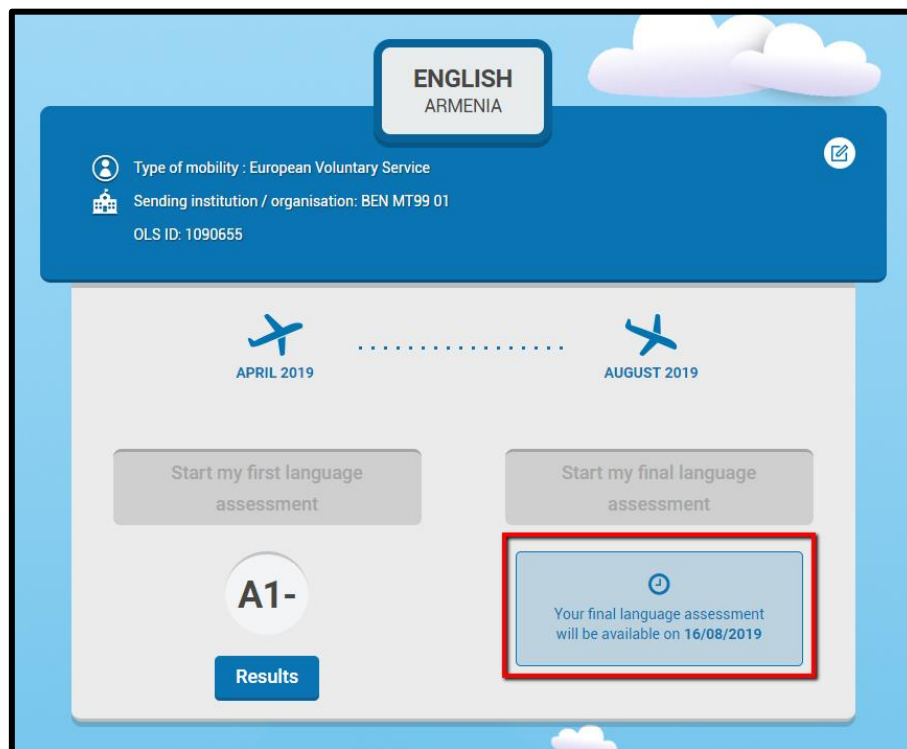 ENGLISH
ARMENIA
Type of mobility : European Voluntary Service
Sending institution / organisation: BEN MT99 01
OLS ID: 1090655
APRIL 2019
AUGUST 2019
Start my first language
assessment
Start my final language
assessment
A1-
Results
Your final language assessment
will be available on 16/08/2019